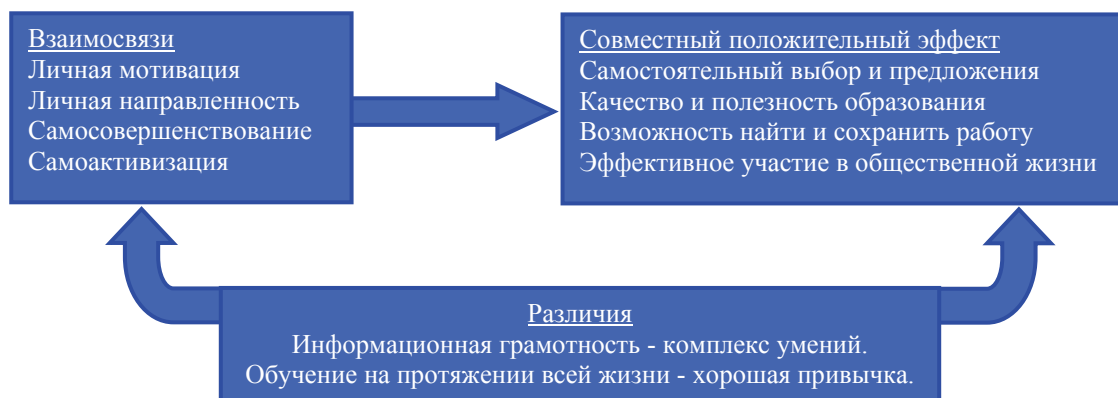 Взаимосвязи
Личная мотивация
Личная направленность
Самосовершенствование
Самоактивизация
Совместный положительный эффект
Самостоятельный выбор и предложения
Качество и полезность образования
Возможность найти и сохранить работу
Эффективное участие в общественной жизни
Различия
Информационная грамотность - комплекс умений.
Обучение на протяжении всей жизни - хорошая привычка.